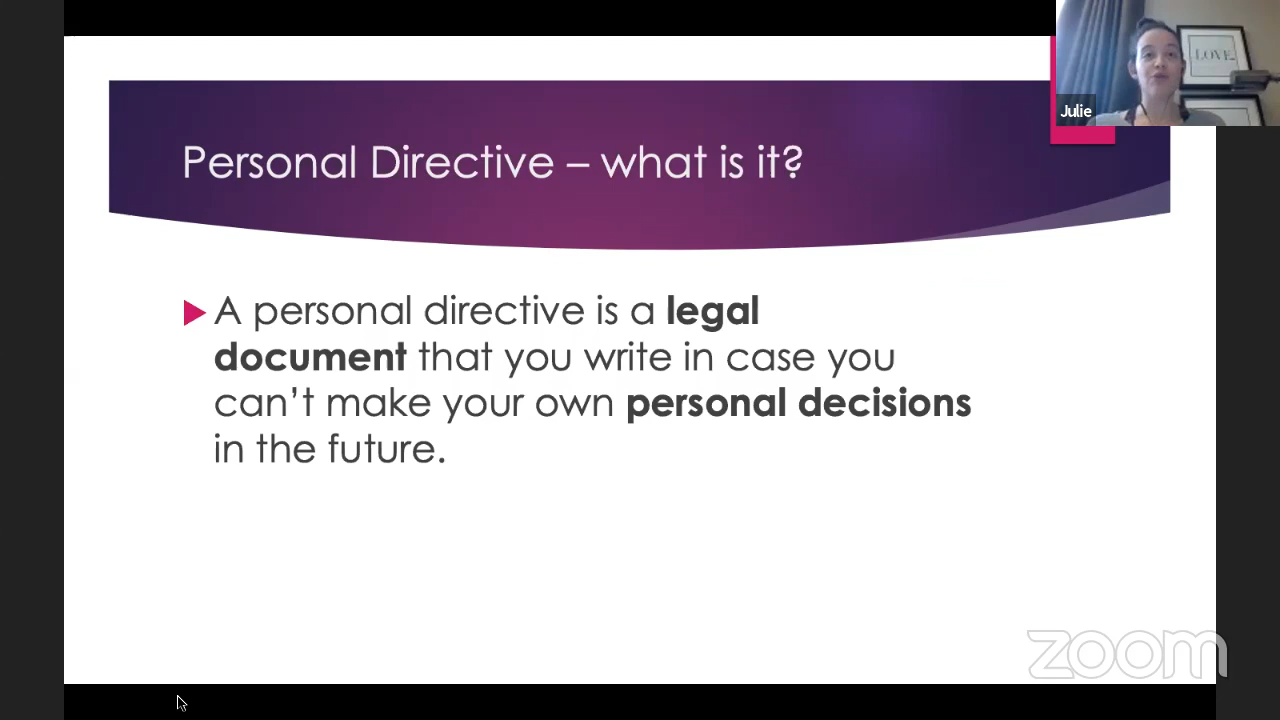 LOVE.
Julie
Personal Directive – what is it?
A personal directive is a legal
document that you write in case you
can't make your own personal decisions
in the future.
zoom